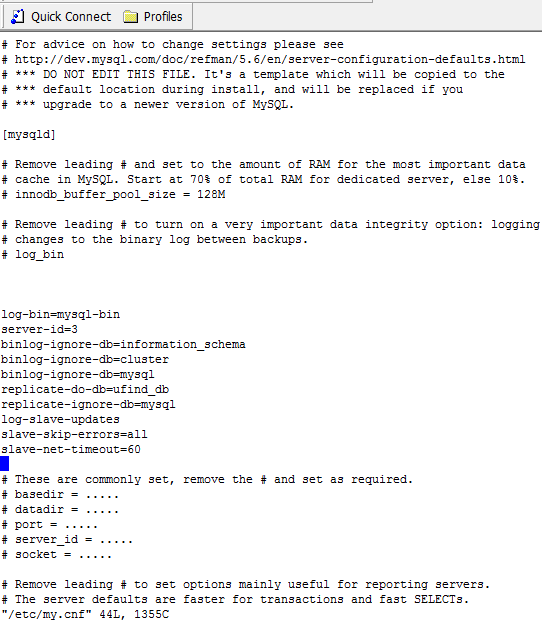 Quick Connect Profiles
# For advice on how to change settings please see
# http://dev.mysql.com/doc/refman/5.6/en/server-configuration-defaults.html
# *** DO NOT EDIT THIS FILE. It's a template which will be copied to the
# *** default location during install, and will be replaced if you
# *** upgrade to a newer version of MySQL.
[mysqld]
# Remove leading # and set to the amount of RAM for the most important data
# cache in MySQL. Start at 70% of total RAM for dedicated server, else 10%.
# innodb_buffer_pool_size = 128M
# Remove leading # to turn on a very important data integrity option: logging
# changes to the binary log between backups.
# log_bin
log-bin=mysql-bin
server-id=3
binlog-ignore-db=information_schema
binlog-ignore-db=cluster
binlog-ignore-db=mysql
replicate-do-db=ufind_db
replicate-ignore-db=mysql
log-slave-updates
slave-skip-errors=all
slave-net-timeout=60
# These are commonly set, remove the # and set as required.
# basedir = .....
# datadir = .....
# port = .....
# server_id = .....
# socket = .....
# Remove leading # to set options mainly useful for reporting servers.
# The server defaults are faster for transactions and fast SELECTs.
"/etc/my.cnf" 44L, 1355C